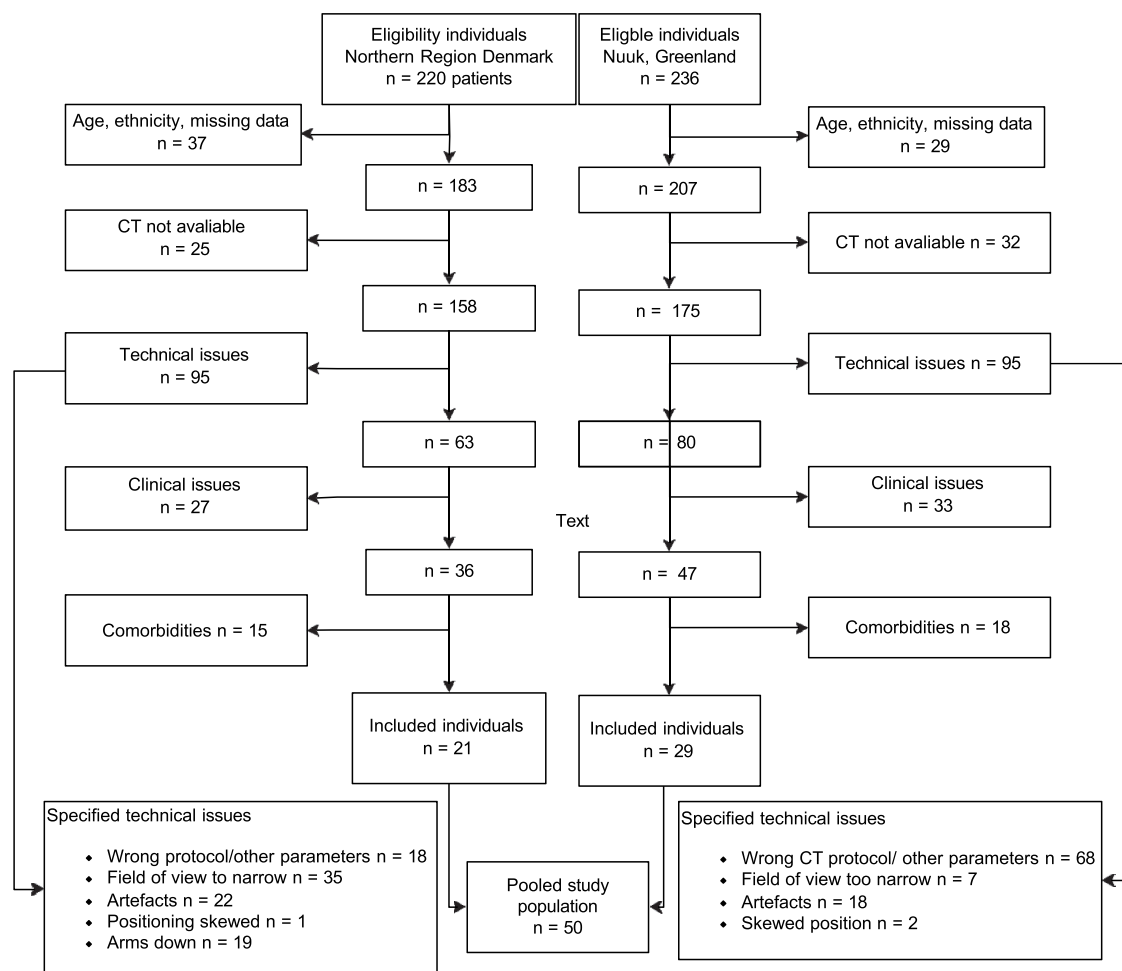 Eligibility individuals
Northern Region Denmark
n = 220 patients
Eligble individuals
Nuuk, Greenland
n = 236
Age, ethnicity, missing data
n = 37
Age, ethnicity, missing data
n = 29
n = 183
n = 207
CT not avaliable
n = 25
CT not avaliable n = 32
n = 158
n = 175
Technical issues
n = 95
Technical issues n = 95
n = 63
n = 80
Clinical issues
n = 27
Clinical issues
n = 33
Text
n = 36
n = 47
Comorbidities n = 15
Comorbidities n = 18
Included individuals
n = 21
Included individuals
n = 29
Specified technical issues
• Wrong protocol/other parameters n = 18
• Field of view to narrow n = 35
• Artefacts n = 22
• Positioning skewed n = 1
• Arms down n = 19
Pooled study
population
n = 50
Specified technical issues
• Wrong CT protocol/ other parameters n = 68
• Field of view too narrow n = 7
• Artefacts n = 18
• Skewed position n = 2